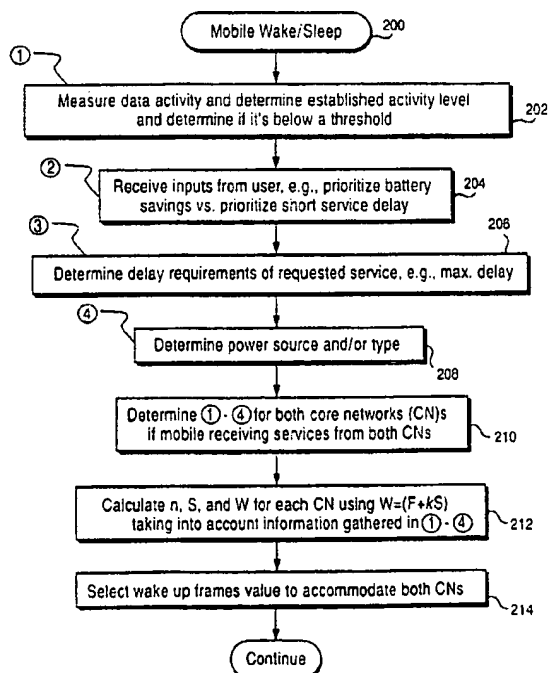 Mobile Wake/Sleep
200
①
Measure data activity and determine established activity level
and determine if it's below a threshold
202
②
Receive inputs from user, e.g., prioritize battery
savings vs. prioritize short service delay
204
③
206
Determine delay requirements of requested service, e.g., max. delay
④
Determine power source and/or type
208
Determine ① - ④ for both core networks (CN)s
if mobile receiving services from both CNs
210
Calculate n, S, and W for each CN using W=(F+kS)
taking into account information gathered in ① - ④
212
Select wake up frames value to accommodate both CNs
214
Continue